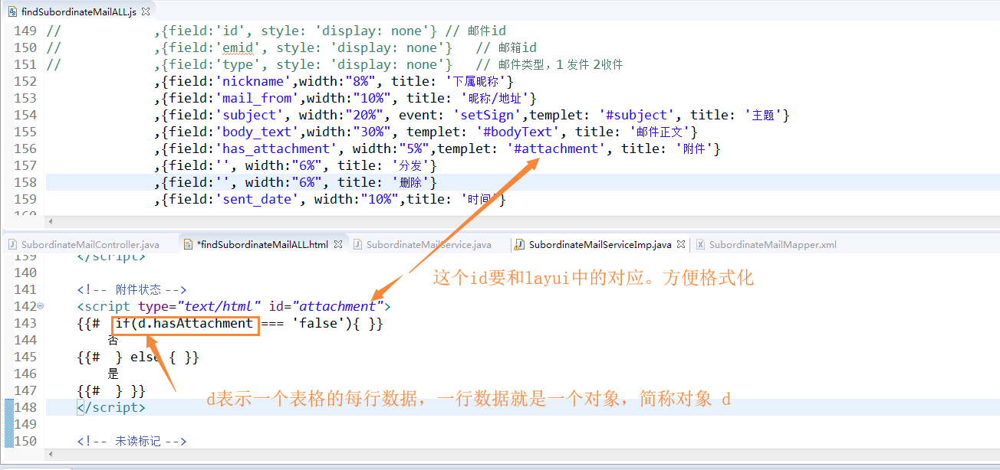 findSubordinateMailALL.js
149 // ,{field:'id', style: 'display: none'} // 邮件id
150 // ,{field:'emid', style: 'display: none'} // 邮箱id
151 // ,{field:'type', style: 'display: none'} // 邮件类型，1 发件 2收件
152 ,{field:'nickname',width:"8%", title: '下属昵称'}
153 ,{field:'mail_from',width:"10%", title: '昵称/地址'}
154 ,{field:'subject', width:"20%", event: 'setSign',templet: '#subject', title: '主题'}
155 ,{field:'body_text',width:"30%", templet: '#bodyText', title: '邮件正文'}
156 ,{field:'has_attachment', width:"5%",templet: '#attachment', title: '附件'}
157 ,{field:'', width:"6%", title: '分发'}
158 ,{field:'', width:"6%", title: '删除'}
159 ,{field:'sent_date', width:"10%",title: '时间'}
160
SubordinateMailController.java *findSubordinateMailALL.html SubordinateMailService.java SubordinateMailServiceImp.java SubordinateMailMapper.xml
139 </script>
140
这个id要和layui中的对应。方便格式化
141 <!-- 附件状态 -->
142 <script type="text/html" id="attachment">
143 {{# if(d.hasAttachment === 'false'){ }}
144 否
145 {{# } else { }}
146 是
147 {{# } }}
d表示一个表格的每行数据，一行数据就是一个对象，简称对象 d
148 </script>
149
150 <!-- 未读标记 -->